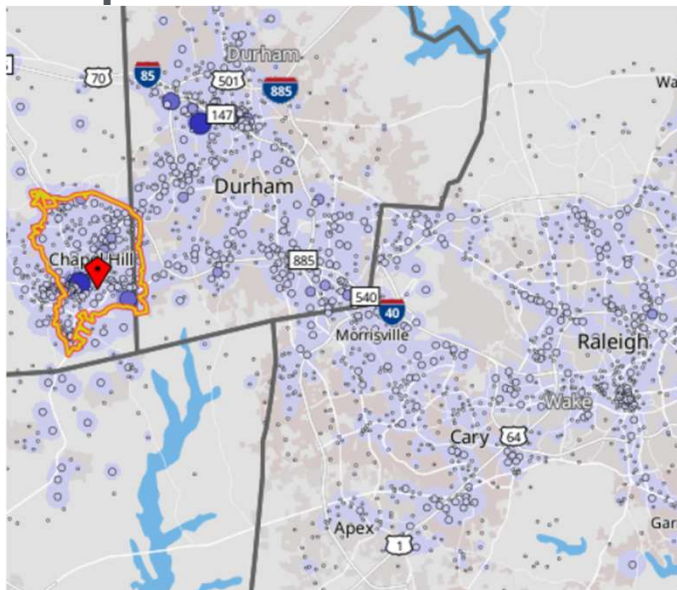 Durham
70
85
501
885
147
Wa
Durham
Chapel Hill
885
540
40
Morrisville
Raleigh
Wake
Cary
64
Apex
1
Gar